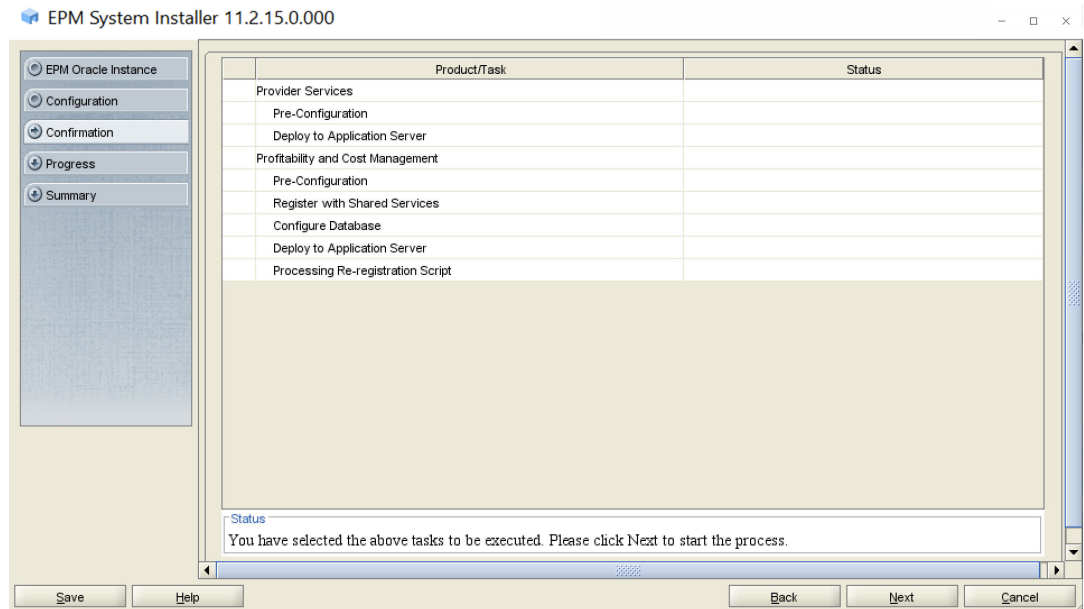 EPM System Installer 11.2.15.0.000
EPM Oracle Instance
Configuration
Confirmation
Progress
Summary
Product/Task Status
Provider Services
Pre-Configuration
Deploy to Application Server
Profitability and Cost Management
Pre-Configuration
Register with Shared Services
Configure Database
Deploy to Application Server
Processing Re-registration Script
Status
You have selected the above tasks to be executed. Please click Next to start the process.
Save Help Back Next Cancel